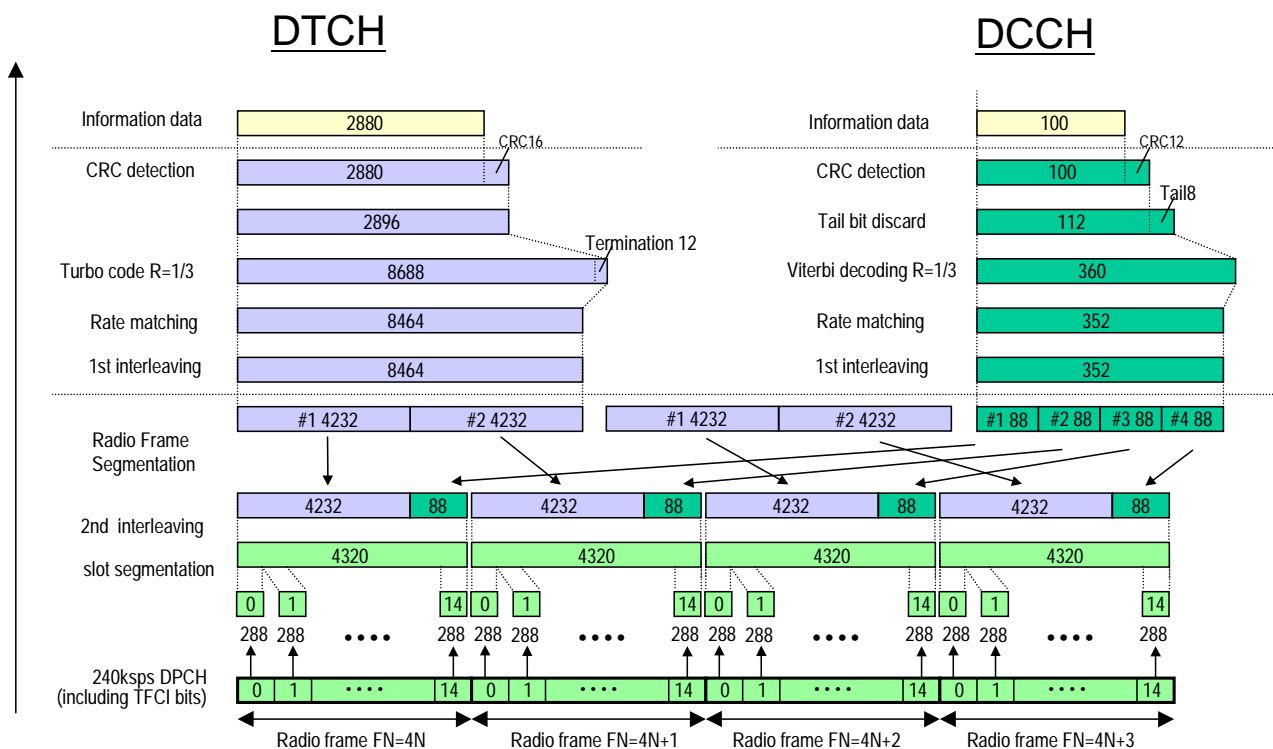 DTCH DCCH
Information data 2880 Information data 100
CRC16 CRC12
CRC detection 2880 CRC detection 100
Tail8
2896 Tail bit discard 112
Termination 12
Turbo code R=1/3 8688 Viterbi decoding R=1/3 360
Rate matching 8464 Rate matching 352
1st interleaving 8464 1st interleaving 352
#1 4232 #2 4232 #1 4232 #2 4232 #1 88 #2 88 #3 88 #4 88
Radio Frame
Segmentation
4232 88 4232 88 4232 88 4232 88
2nd interleaving
4320 4320 4320 4320
slot segmentation
0 1 14 0 1 14 0 1 14 0 1 14
288 288 •••• 288 288 288 •••• 288 288 288 •••• 288 288 288 •••• 288
240ksps DPCH
(including TFCI bits)
0 1 •••• 14 0 1 •••• 14 0 1 •••• 14 0 1 •••• 14
Radio frame FN=4N Radio frame FN=4N+1 Radio frame FN=4N+2 Radio frame FN=4N+3